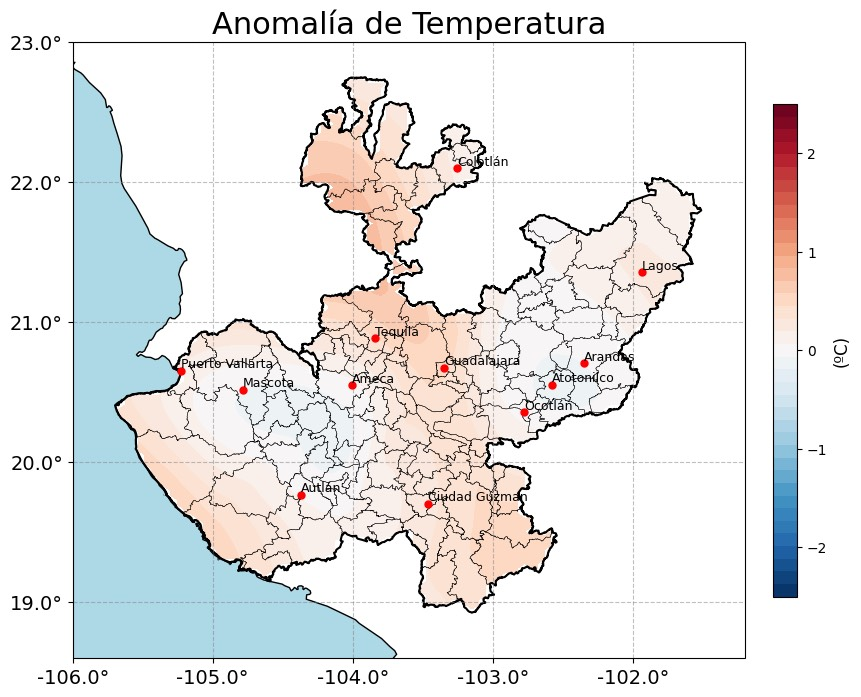 Anomalía de Temperatura
23.0°
22.0°
21.0°
20.0°
19.0°
-106.0°
-105.0°
-104.0°
-103.0°
-102.0°
Colotlán
Lagos
Tequila
Guadalajara
Arandas
Puerto Vallarta
Mascota
Ameca
Atotonilco
Ocotlán
Autlán
Ciudad Guzmán
2
1
0
−1
−2
(ºC)